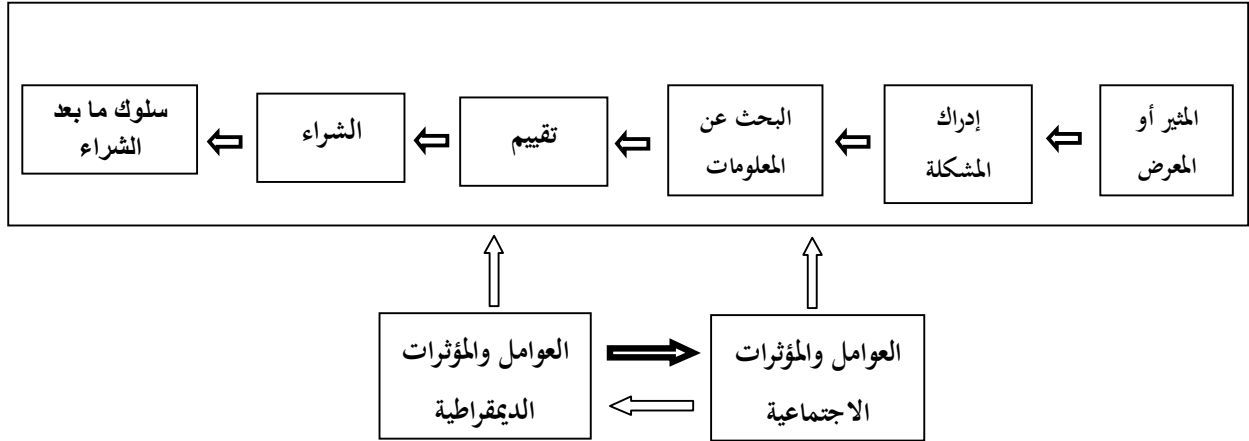 المثير أو
المعرض
إدراك
المشكلة
البحث عن
المعلومات
تقييم
الشراء
سلوك ما بعد
الشراء
العوامل والمؤثرات
الاجتماعية
العوامل والمؤثرات
الديمقراطية